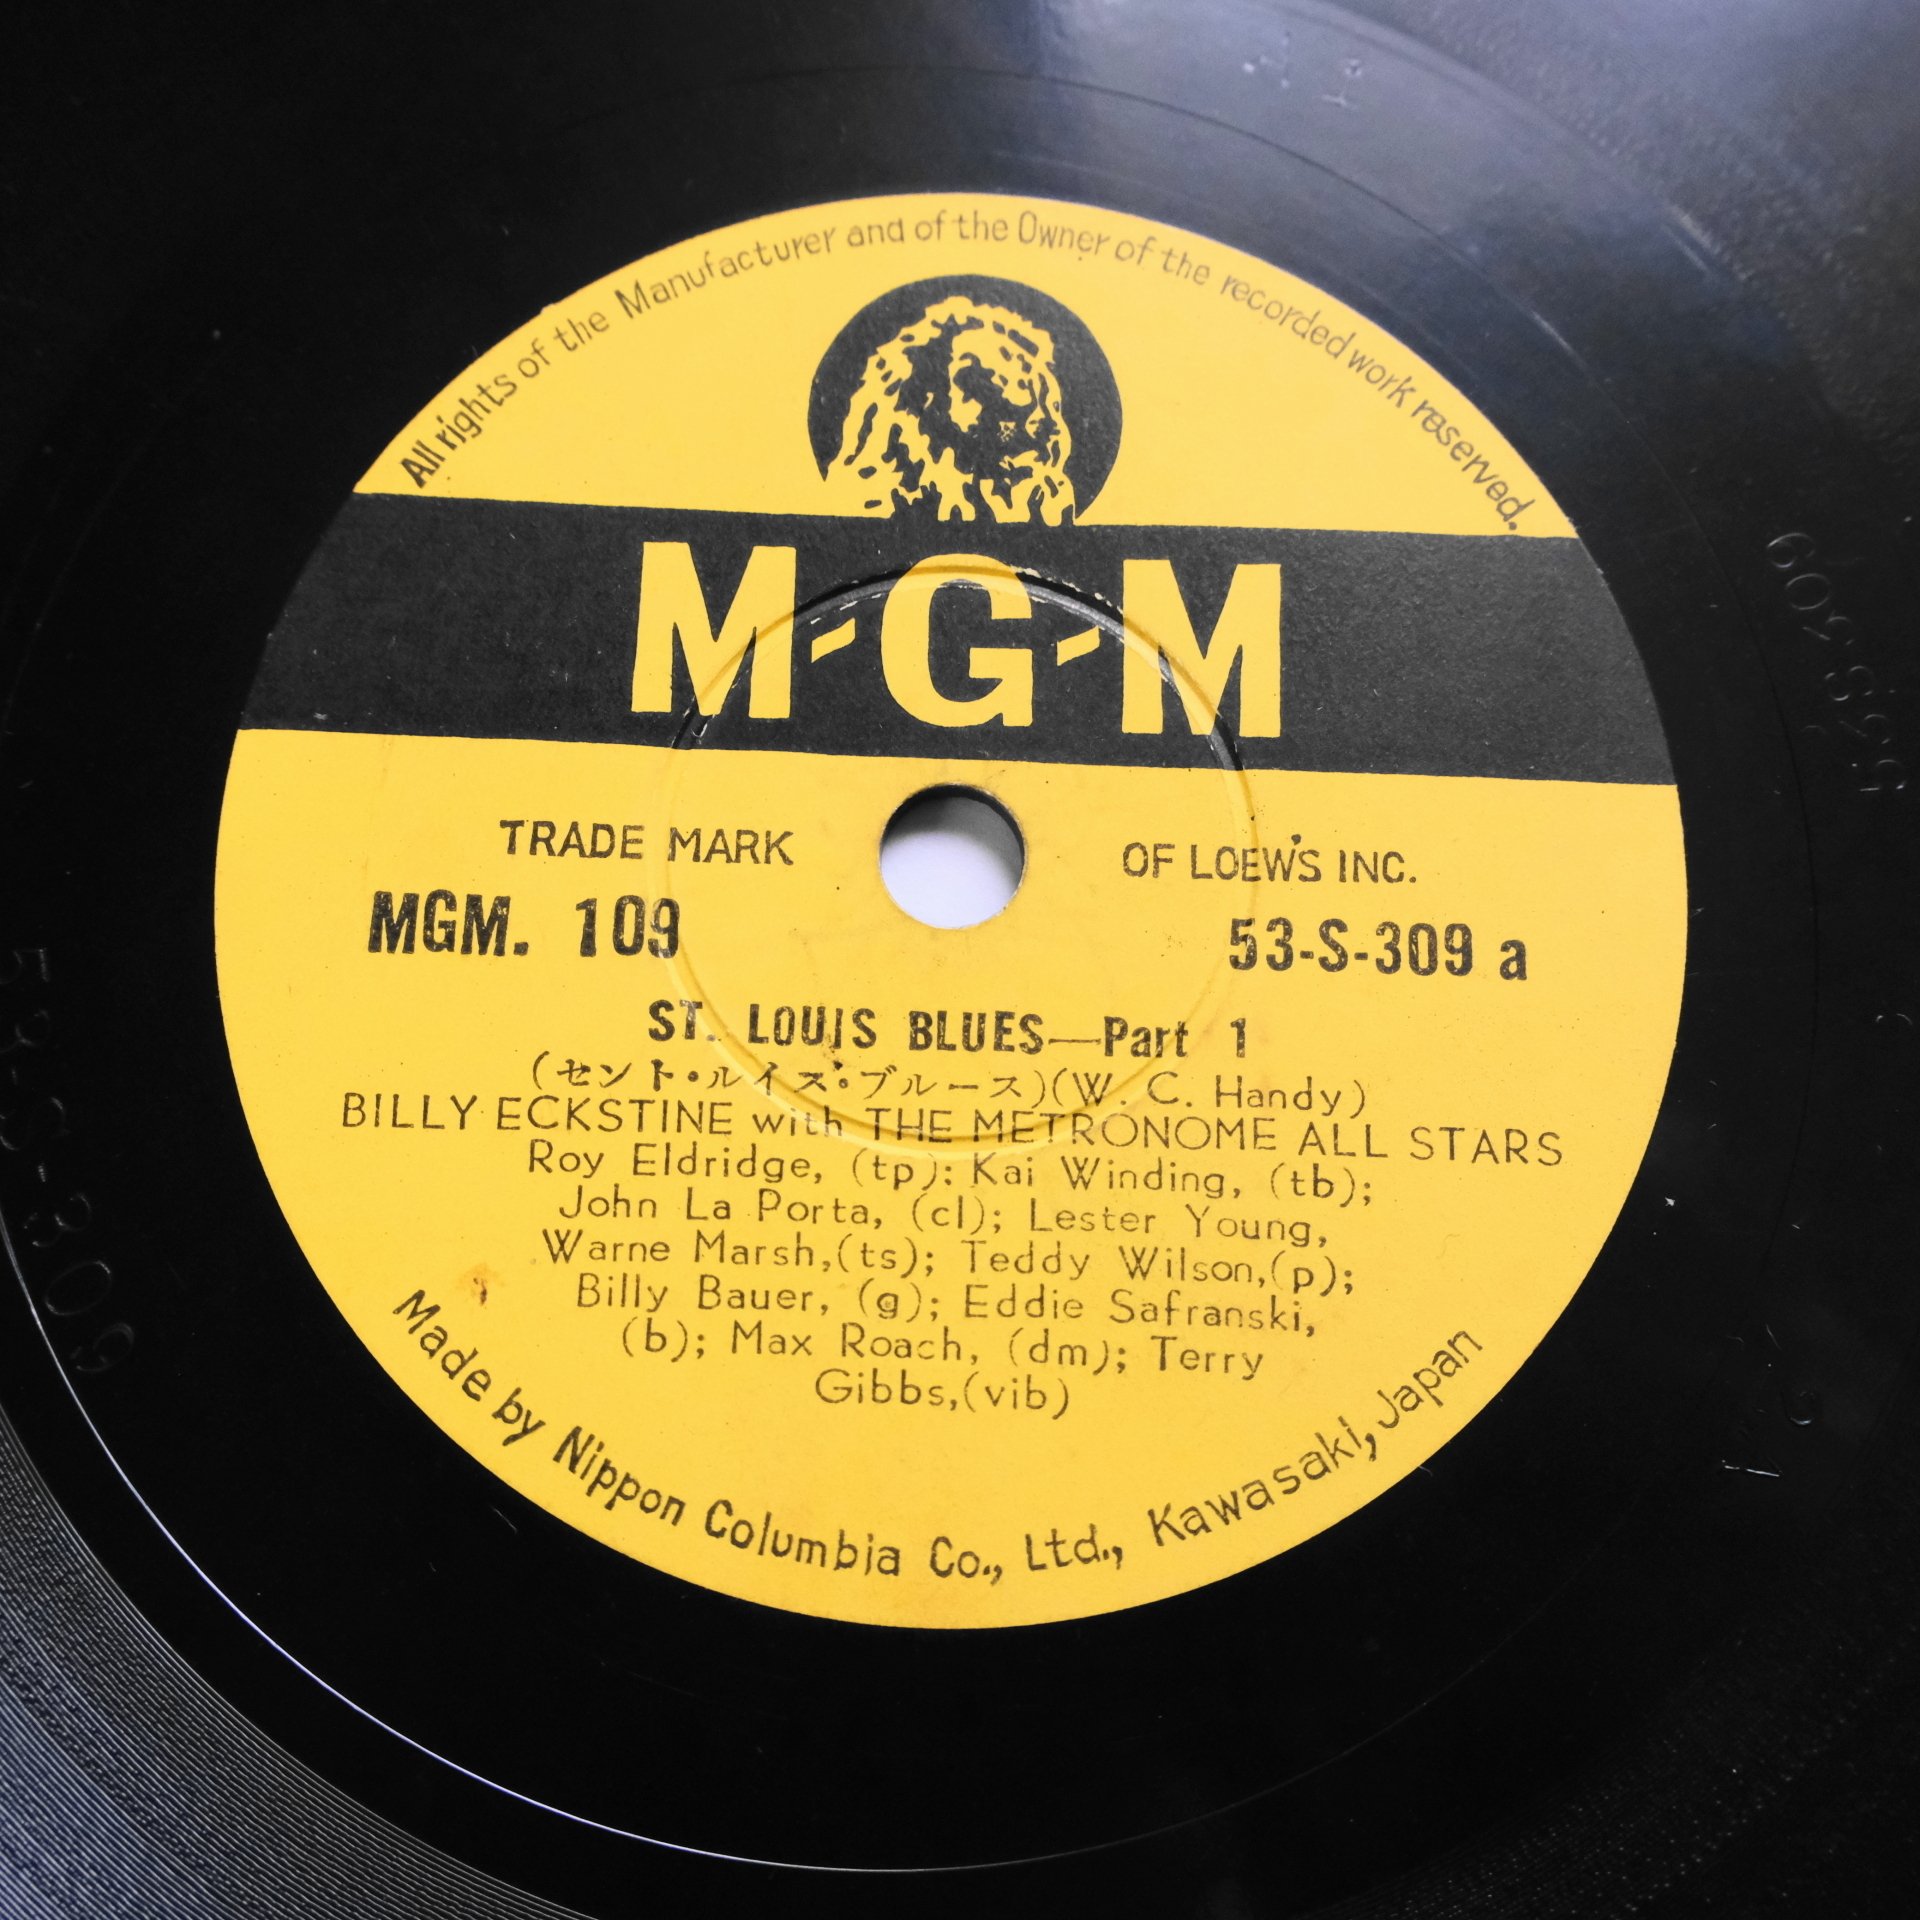 All rights of the Manufacturer and of the Owner of the recorded work reserved.
M-G-M
TRADE MARK OF LOEW'S INC.
MGM. 109 53-S-309 a
ST. LOUIS BLUES—Part 1
(セント・ルイズ・ブルース)(W. C. Handy)
BILLY ECKSTINE with THE METRONOME ALL STARS
Roy Eldridge, (tp); Kai Winding, (tb);
John La Porta, (cl); Lester Young,
Warne Marsh,(ts); Teddy Wilson,(p);
Billy Bauer, (g); Eddie Safranski,
(b); Max Roach, (dm); Terry
Gibbs,(vib)
Made by Nippon Columbia Co., Ltd., Kawasaki, Japan
53-S-309